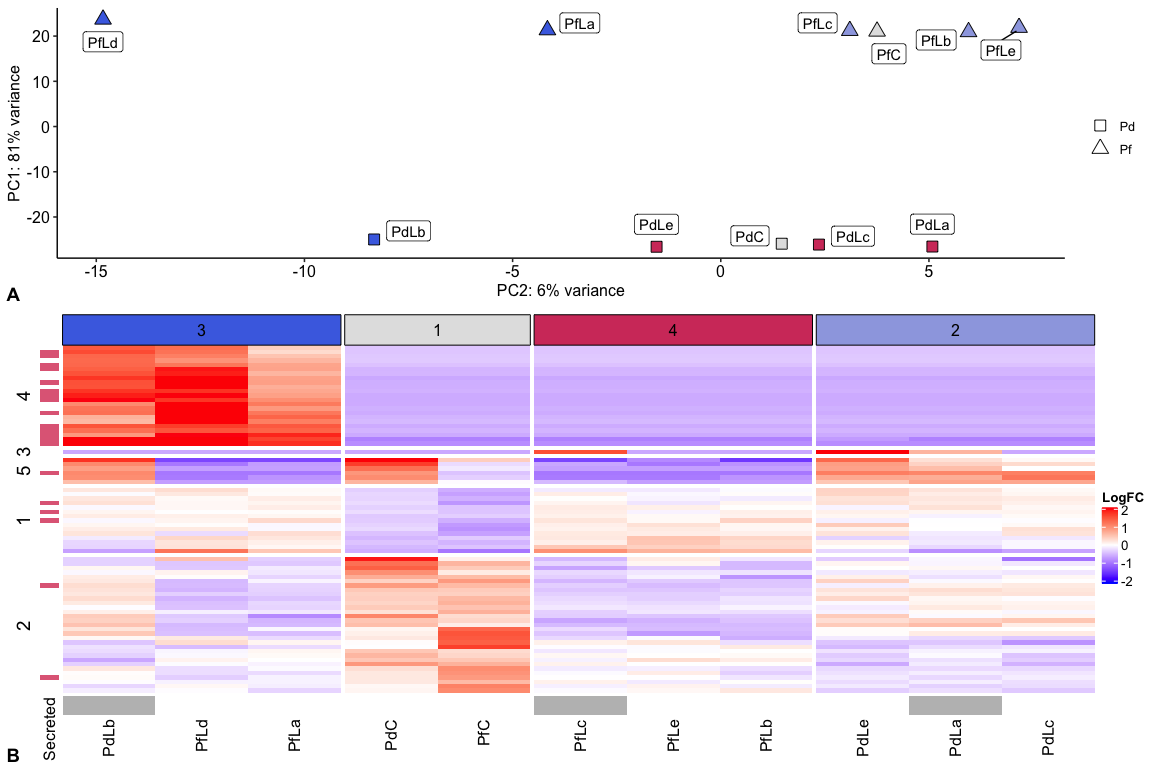 PC1: 81% variance
20
10
0
-10
-20
PfLd
PfLa
PfLc
PfC
PfLb
PfLe
PdLb
PdLe
PdC
PdLc
PdLa
Pd
Pf
-15
-10
-5
0
5
PC2: 6% variance
A
3
1
4
2
4
3
5
1
2
LogFC
2
1
0
-1
-2
Secreted
PdLb
PfLd
PfLa
PdC
PfC
PfLc
PfLe
PfLb
PdLe
PdLa
PdLc
B